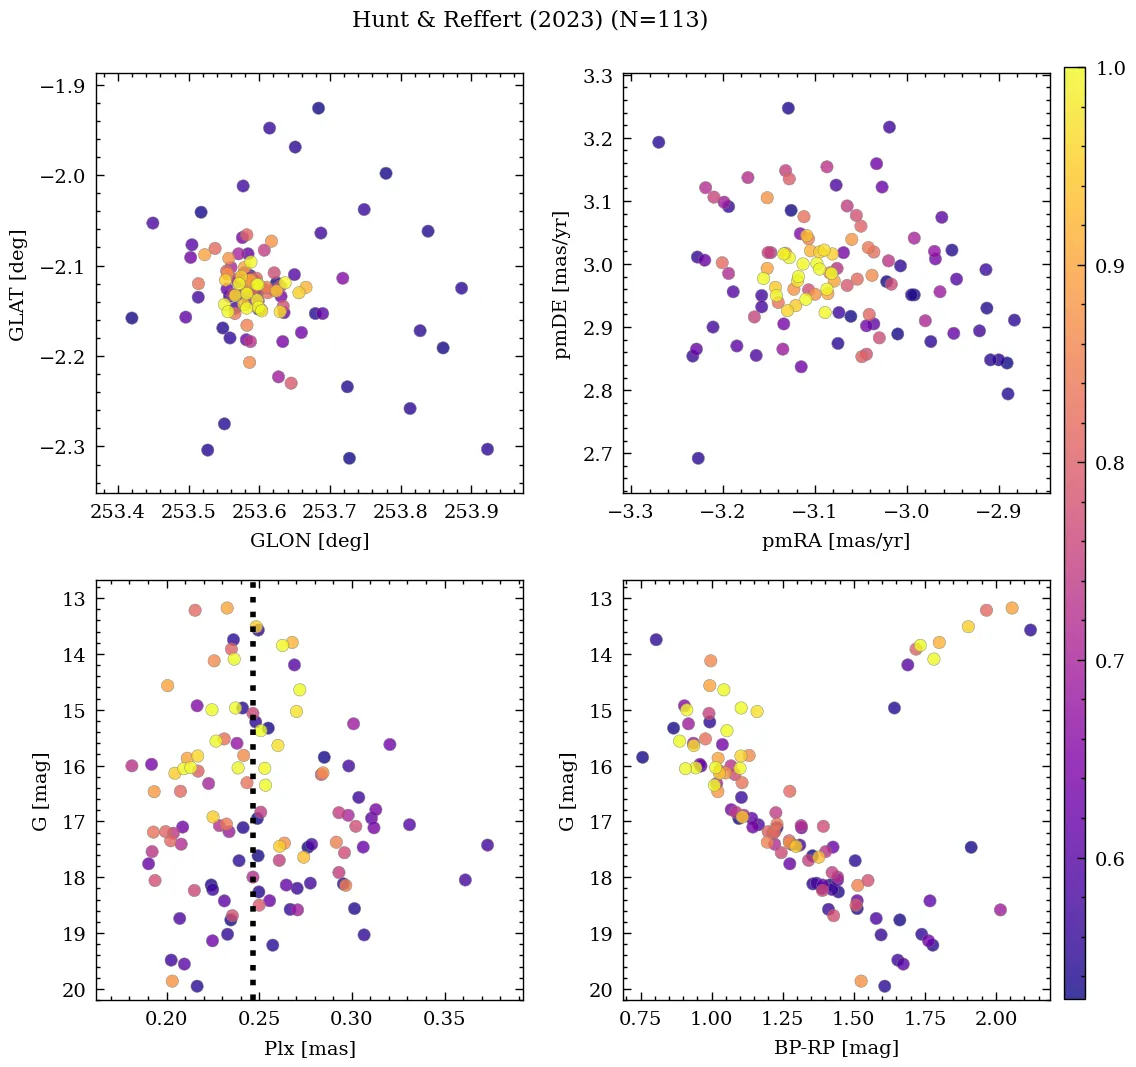 Hunt & Reffert (2023) (N=113)
−1.9
−2.0
−2.1
−2.2
−2.3
GLAT [deg]
253.4 253.5 253.6 253.7 253.8 253.9
GLON [deg]
3.3
3.2
3.1
3.0
2.9
2.8
2.7
pmDE [mas/yr]
−3.3 −3.2 −3.1 −3.0 −2.9
pmRA [mas/yr]
1.0
0.9
0.8
0.7
0.6
13
14
15
16
17
18
19
20
G [mag]
0.20 0.25 0.30 0.35
Plx [mas]
13
14
15
16
17
18
19
20
G [mag]
0.75 1.00 1.25 1.50 1.75 2.00
BP-RP [mag]